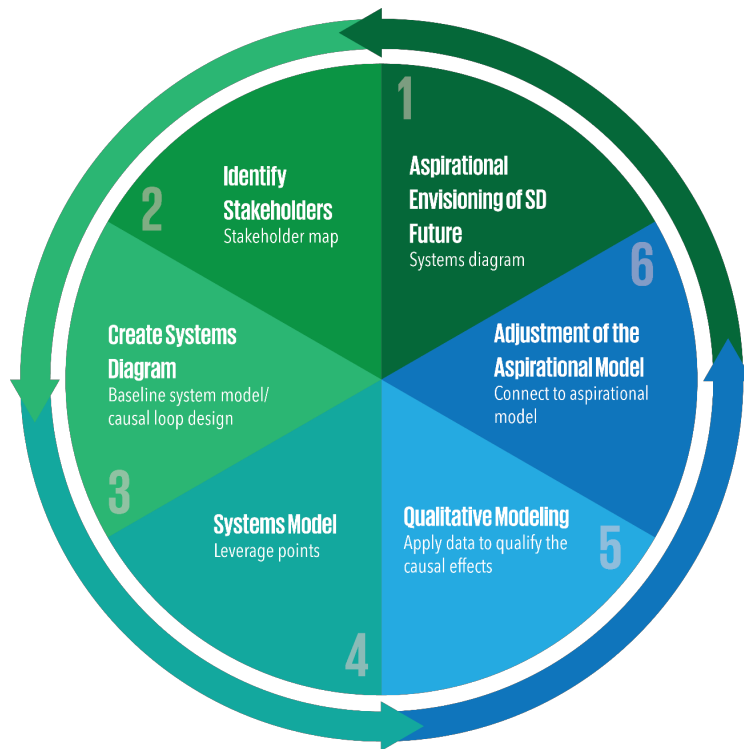 1
Aspirational
Envisioning of SD
Future
Systems diagram
2
Identify
Stakeholders
Stakeholder map
3
Create Systems
Diagram
Baseline system model/
causal loop design
4
Systems Model
Leverage points
5
Qualitative Modeling
Apply data to qualify the
causal effects
6
Adjustment of the
Aspirational Model
Connect to aspirational
model